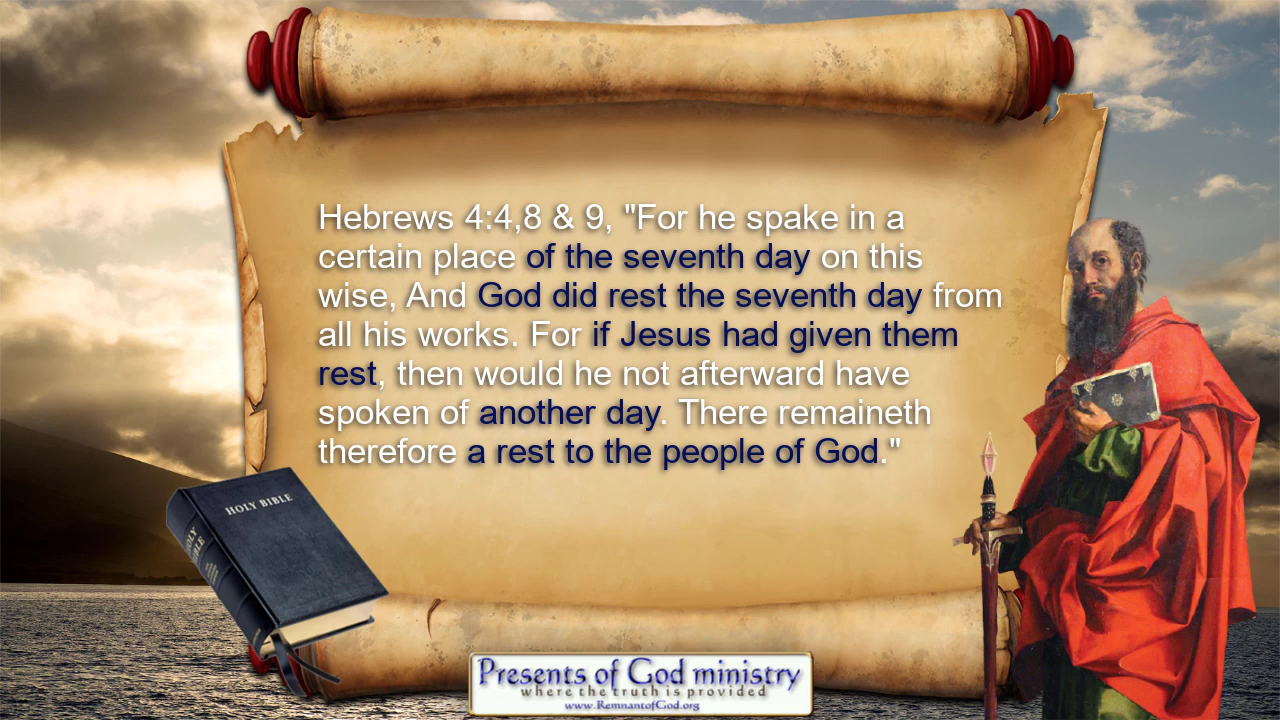 Hebrews 4:4,8 & 9, "For he spake in a
certain place of the seventh day on this
wise, And God did rest the seventh day from
all his works. For if Jesus had given them
rest, then would he not afterward have
spoken of another day. There remaineth
therefore a rest to the people of God."
HOLY BIBLE
HOLY
BIBLE
Presents of God ministry
where the truth is provided
www.RemnantofGod.org